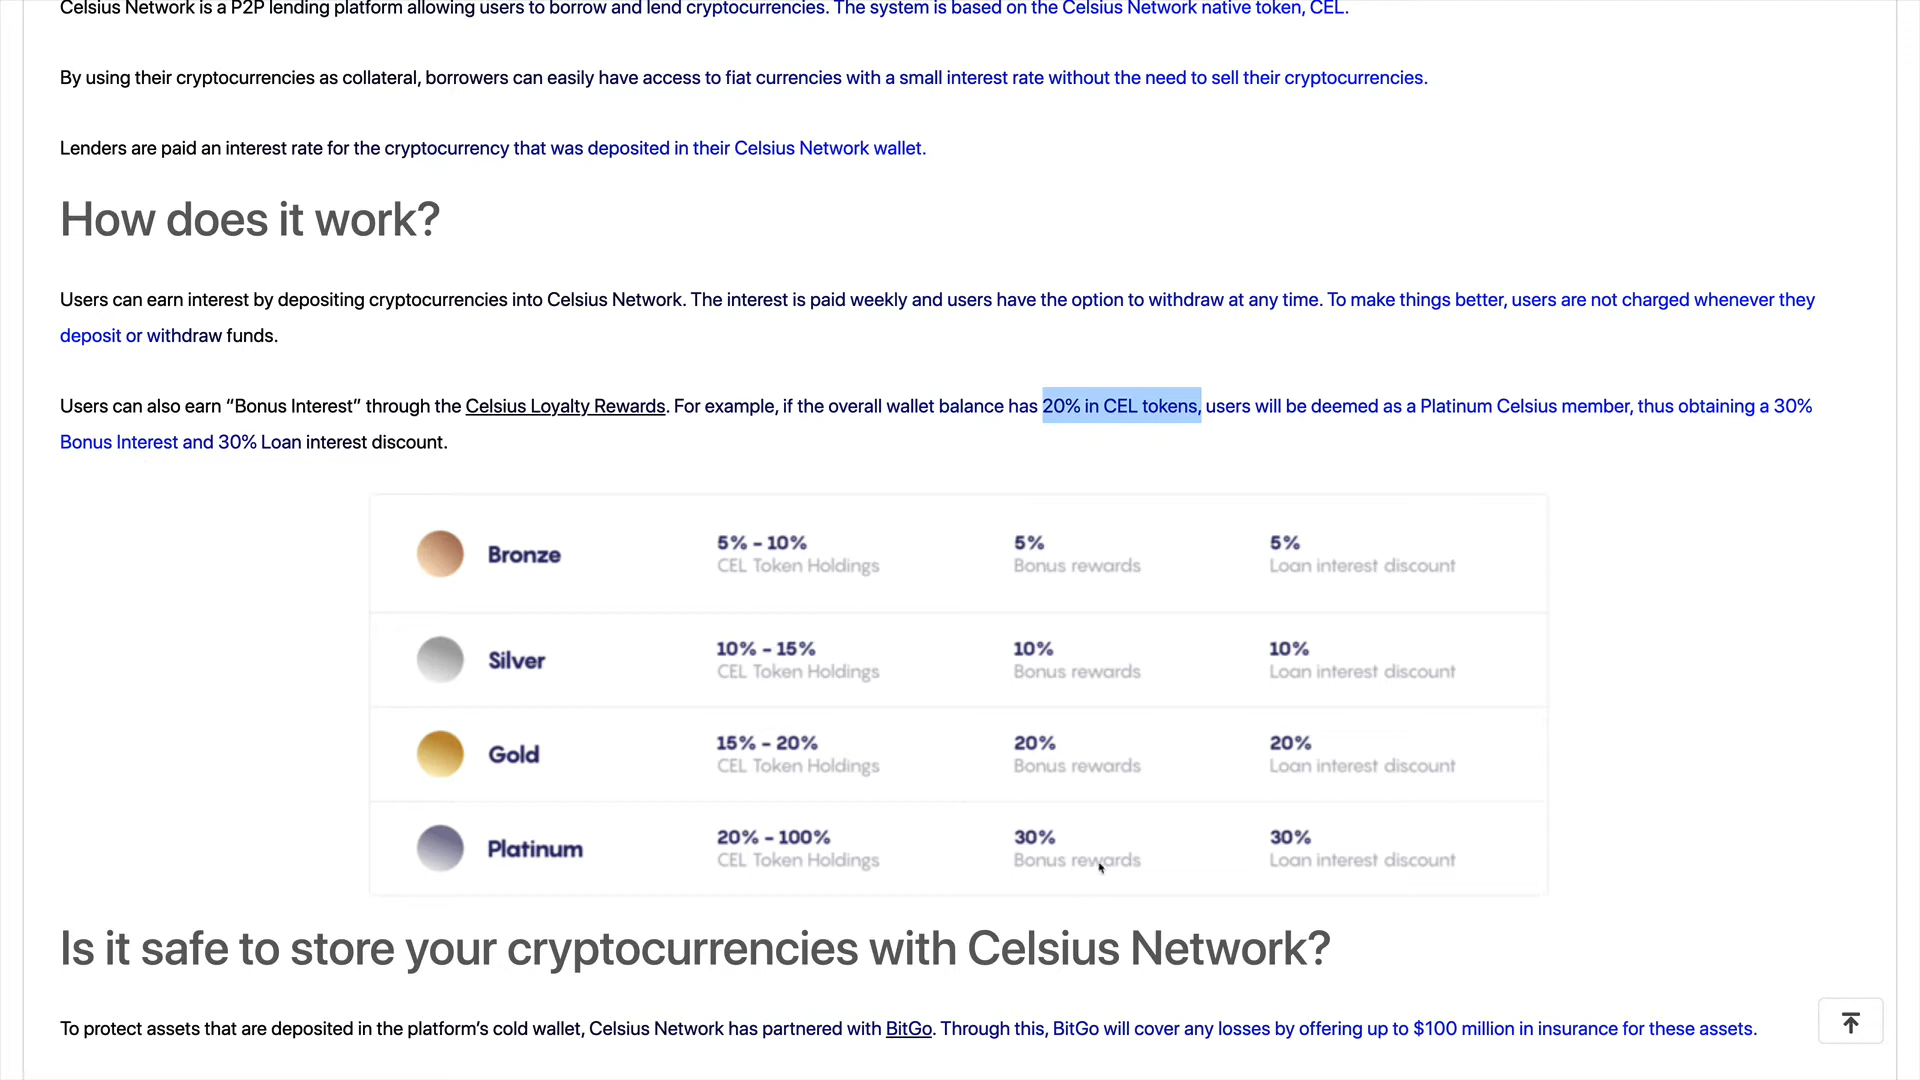 Celsius Network is a P2P lending platform allowing users to borrow and lend cryptocurrencies. The system is based on the Celsius Network native token, CEL.
By using their cryptocurrencies as collateral, borrowers can easily have access to fiat currencies with a small interest rate without the need to sell their cryptocurrencies.
Lenders are paid an interest rate for the cryptocurrency that was deposited in their Celsius Network wallet.
How does it work?
Users can earn interest by depositing cryptocurrencies into Celsius Network. The interest is paid weekly and users have the option to withdraw at any time. To make things better, users are not charged whenever they
deposit or withdraw funds.
Users can also earn “Bonus Interest” through the Celsius Loyalty Rewards. For example, if the overall wallet balance has 20% in CEL tokens, users will be deemed as a Platinum Celsius member, thus obtaining a 30%
Bonus Interest and 30% Loan interest discount.
Bronze 5% - 10% 5% 5%
CEL Token Holdings Bonus rewards Loan interest discount
Silver 10% - 15% 10% 10%
CEL Token Holdings Bonus rewards Loan interest discount
Gold 15% - 20% 20% 20%
CEL Token Holdings Bonus rewards Loan interest discount
Platinum 20% - 100% 30% 30%
CEL Token Holdings Bonus rewards Loan interest discount
Is it safe to store your cryptocurrencies with Celsius Network?
To protect assets that are deposited in the platform’s cold wallet, Celsius Network has partnered with BitGo. Through this, BitGo will cover any losses by offering up to $100 million in insurance for these assets.